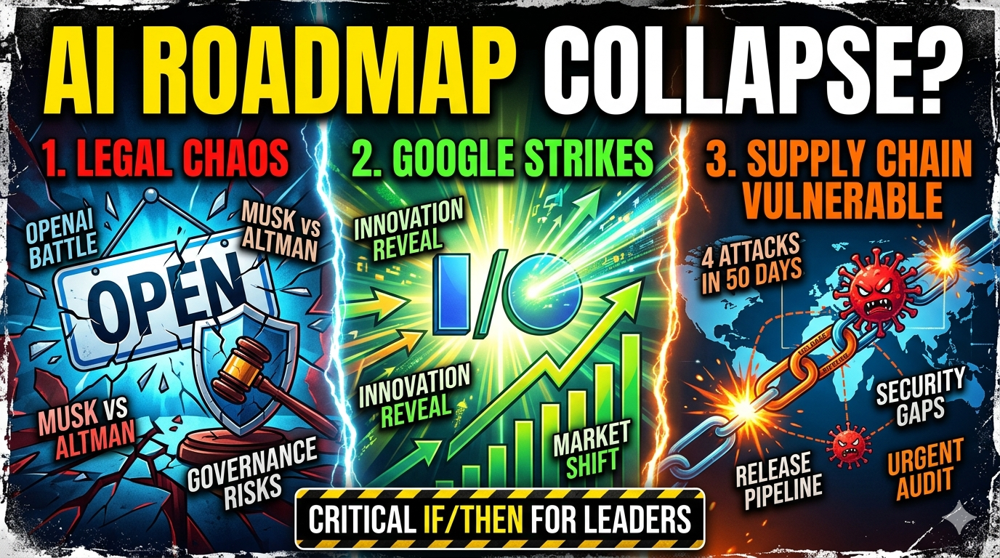 AI ROADMAP COLLAPSE?
1. LEGAL CHAOS
OPENAI
BATTLE
MUSK vs
ALTMAN
OPEN
MUSK VS
ALTMAN
GOVERNANCE
RISKS
2. GOOGLE STRIKES
INNOVATION
REVEAL
I/O
INNOVATION
REVEAL
MARKET
SHIFT
3. SUPPLY CHAIN
VULNERABLE
4 ATTACKS
IN 50 DAYS
SECURITY
GAPS
RELEASE
PIPELINE
URGENT
AUDIT
CRITICAL IF/THEN FOR LEADERS